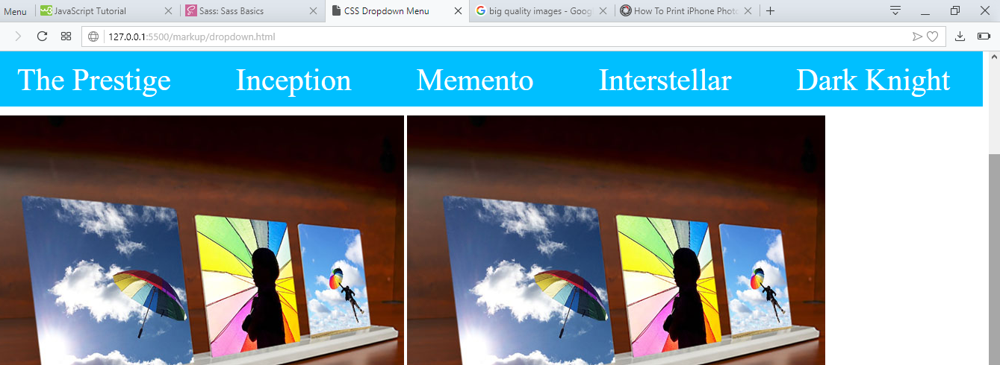 Menu
JavaScript Tutorial
Sass: Sass Basics
CSS Dropdown Menu
big quality images - Goog
How To Print iPhone Photo
127.0.0.1:5500/markup/dropdown.html
The Prestige Inception Memento Interstellar Dark Knight